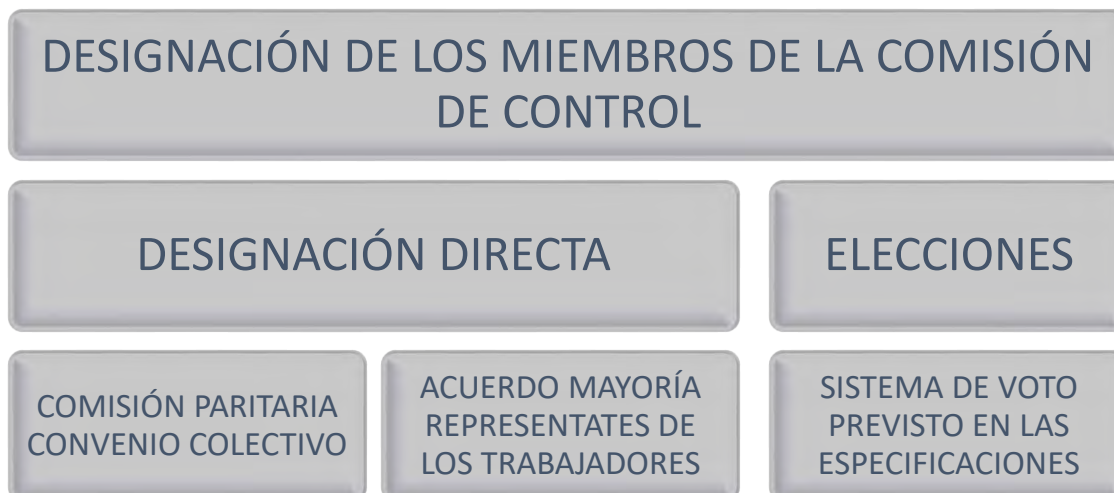 DESIGNACIÓN DE LOS MIEMBROS DE LA COMISIÓN
DE CONTROL
DESIGNACIÓN DIRECTA
ELECCIONES
COMISIÓN PARITARIA
CONVENIO COLECTIVO
ACUERDO MAYORÍA
REPRESENTATES DE
LOS TRABAJADORES
SISTEMA DE VOTO
PREVISTO EN LAS
ESPECIFICACIONES